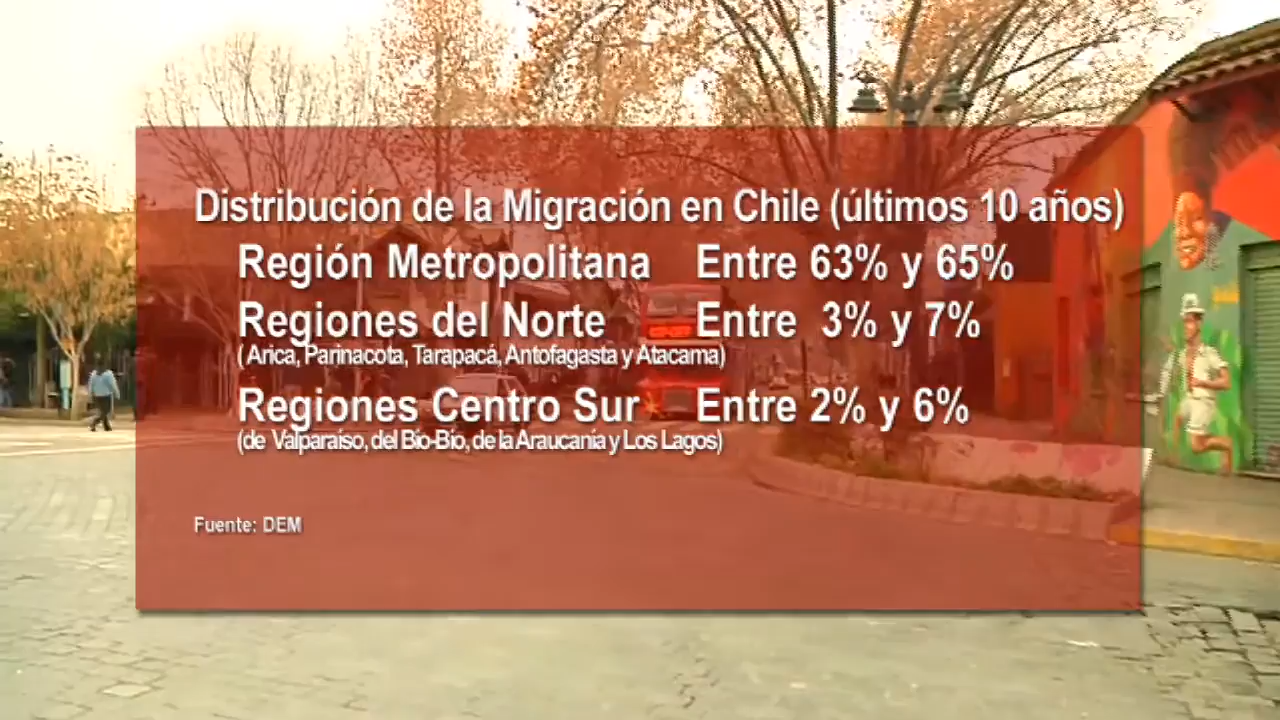 Distribución de la Migración en Chile (últimos 10 años)
Región Metropolitana Entre 63% y 65%
Regiones del Norte Entre 3% y 7%
( Arica, Parinacota, Tarapacá, Antofagasta y Atacama)
Regiones Centro Sur Entre 2% y 6%
(de Valparaíso, del Bío-Bío, de la Araucanía y Los Lagos)
Fuente: DEM